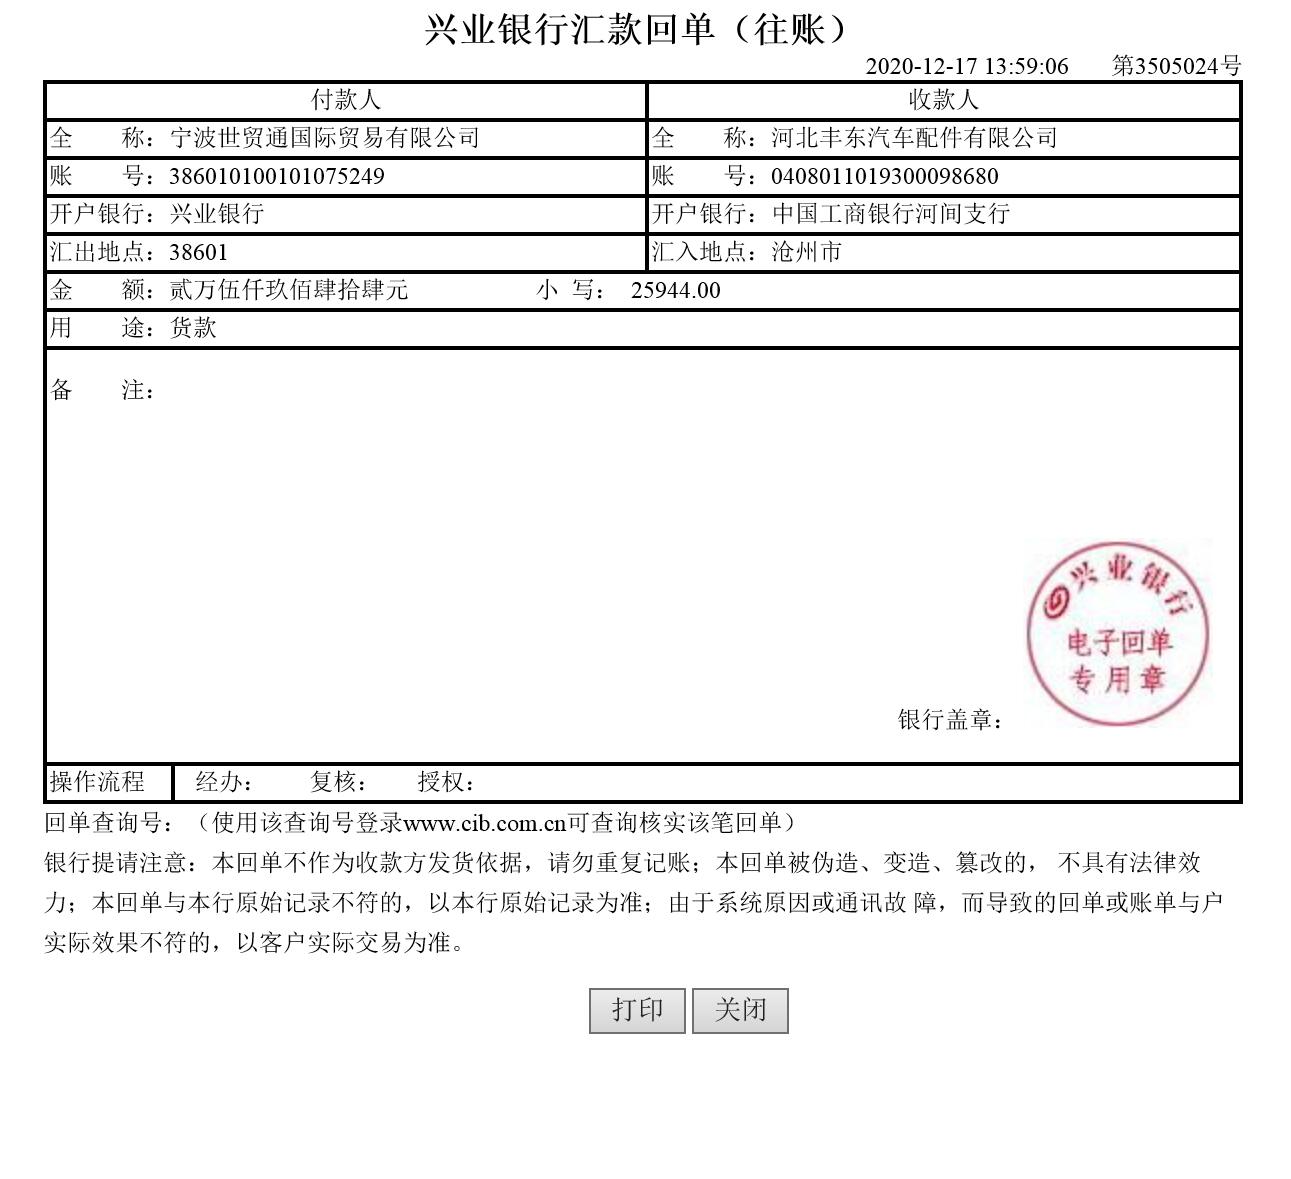 兴业银行汇款回单（往账）
2020-12-17 13:59:06 第3505024号
付款人 收款人
全 称：宁波世贸通国际贸易有限公司 全 称：河北丰东汽车配件有限公司
账 号：386010100101075249 账 号：0408011019300098680
开户银行：兴业银行 开户银行：中国工商银行河间支行
汇出地点：38601 汇入地点：沧州市
金 额：贰万伍仟玖佰肆拾肆元 小 写： 25944.00
用 途：货款
备 注：
兴业银行
电子回单
专用章
银行盖章：
操作流程 经办： 复核： 授权：
回单查询号：（使用该查询号登录www.cib.com.cn可查询核实该笔回单）
银行提请注意：本回单不作为收款方发货依据，请勿重复记账；本回单被伪造、变造、篡改的， 不具有法律效
力；本回单与本行原始记录不符的，以本行原始记录为准；由于系统原因或通讯故 障，而导致的回单或账单与户
实际效果不符的，以客户实际交易为准。
打印 关闭